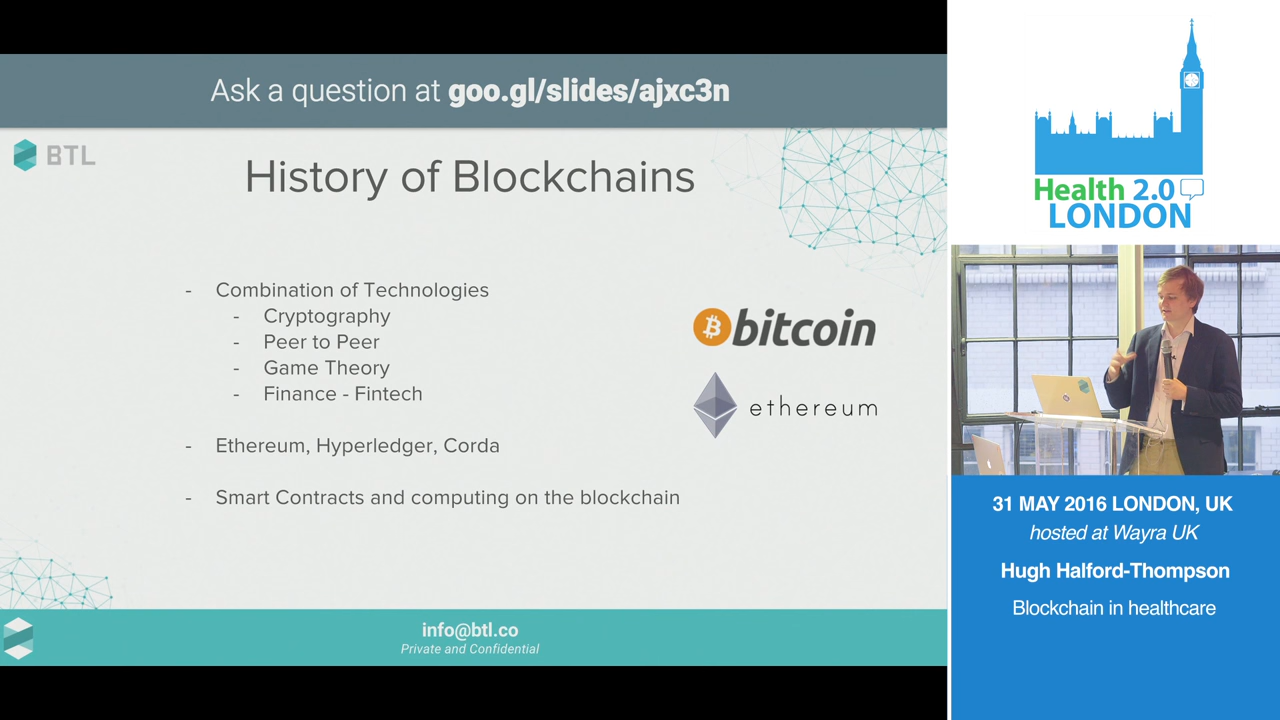 Ask a question at goo.gl/slides/ajxc3n
BTL
History of Blockchains
- Combination of Technologies
- Cryptography
- Peer to Peer
- Game Theory
- Finance - Fintech
- Ethereum, Hyperledger, Corda
- Smart Contracts and computing on the blockchain
bitcoin
ethereum
info@btl.co
Private and Confidential
Health 2.0
LONDON
31 MAY 2016 LONDON, UK
hosted at Wayra UK
Hugh Halford-Thompson
Blockchain in healthcare